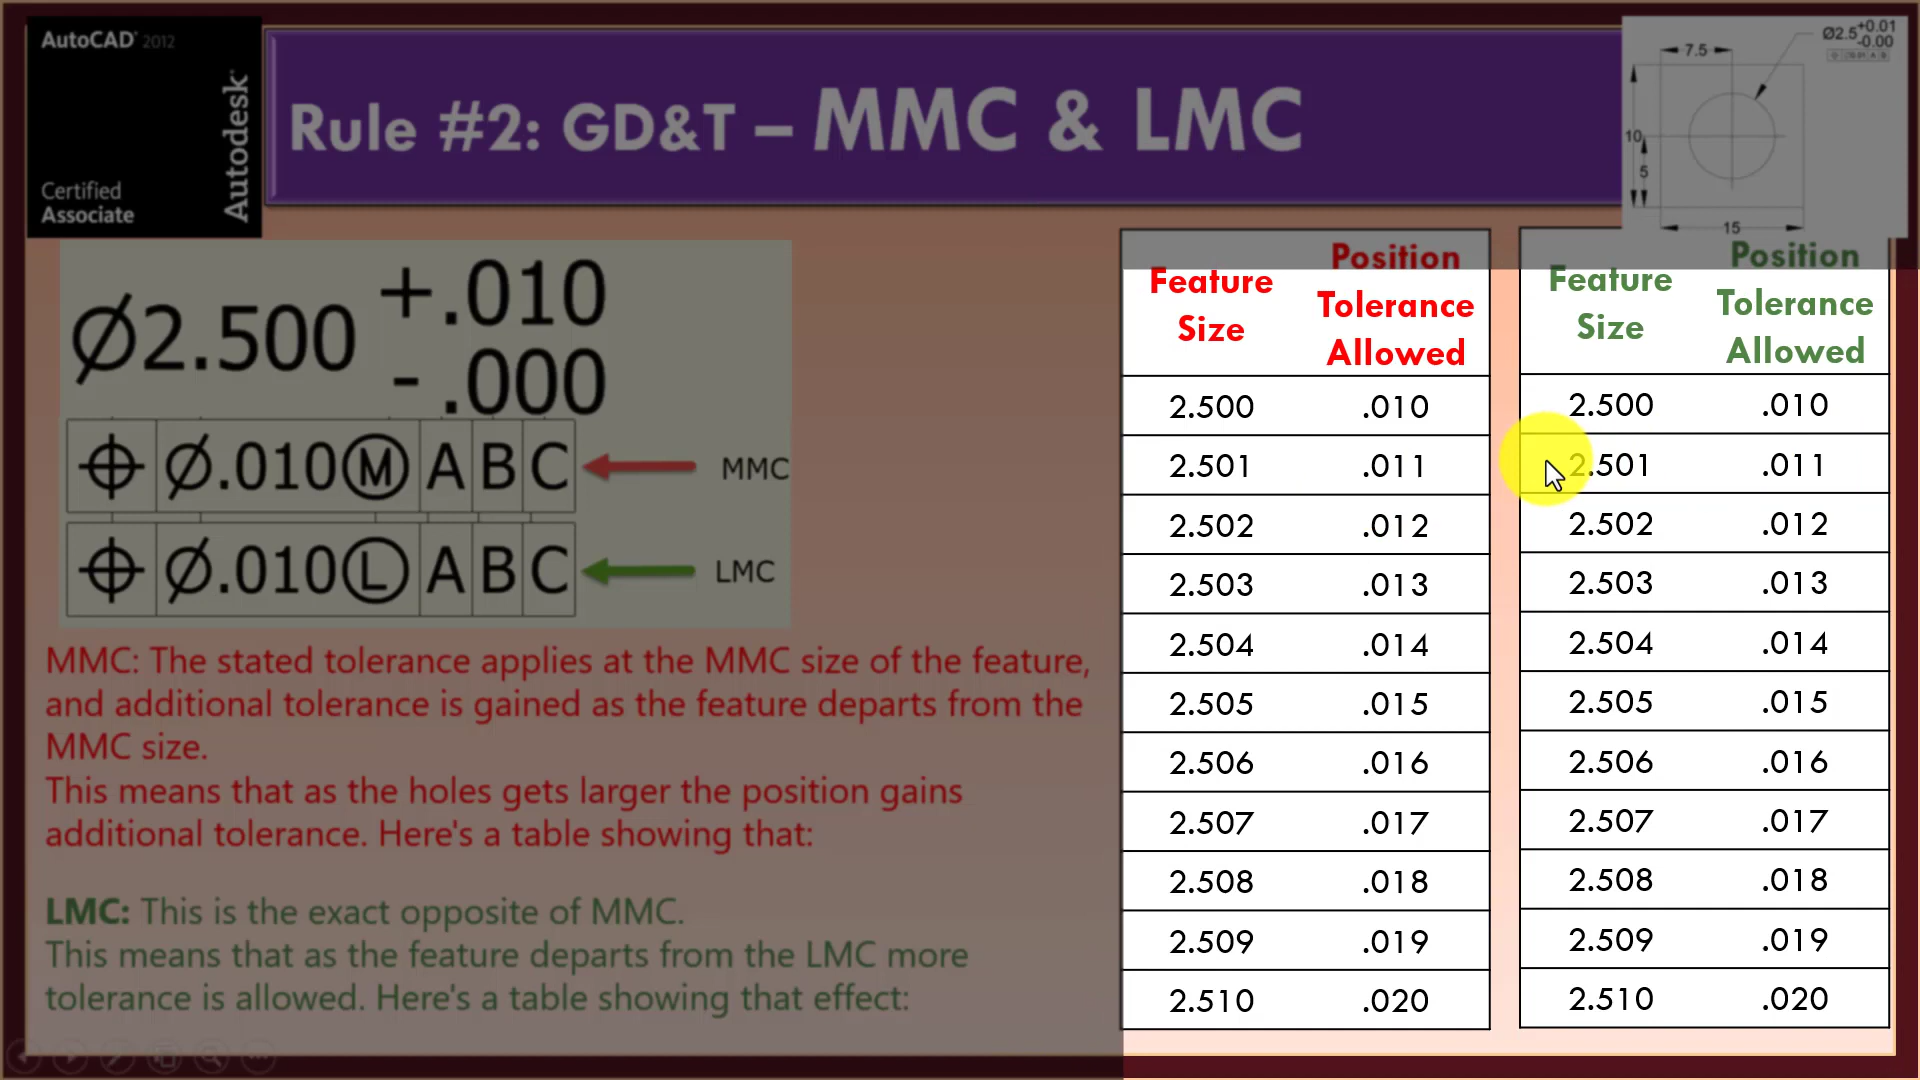 AutoCAD 2012
Autodesk
Certified
Associate
Rule #2: GD&T – MMC & LMC
Ø2.5 +0.01
-0.00
7.5
10
5
15
Ø2.500 +.010
- .000
⌖ Ø.010Ⓜ A B C MMC
⌖ Ø.010Ⓛ A B C LMC
MMC: The stated tolerance applies at the MMC size of the feature,
and additional tolerance is gained as the feature departs from the
MMC size.
This means that as the holes gets larger the position gains
additional tolerance. Here's a table showing that:
LMC: This is the exact opposite of MMC.
This means that as the feature departs from the LMC more
tolerance is allowed. Here's a table showing that effect:
Feature Size Position Tolerance Allowed
2.500 .010
2.501 .011
2.502 .012
2.503 .013
2.504 .014
2.505 .015
2.506 .016
2.507 .017
2.508 .018
2.509 .019
2.510 .020
Feature Size Position Tolerance Allowed
2.500 .010
2.501 .011
2.502 .012
2.503 .013
2.504 .014
2.505 .015
2.506 .016
2.507 .017
2.508 .018
2.509 .019
2.510 .020